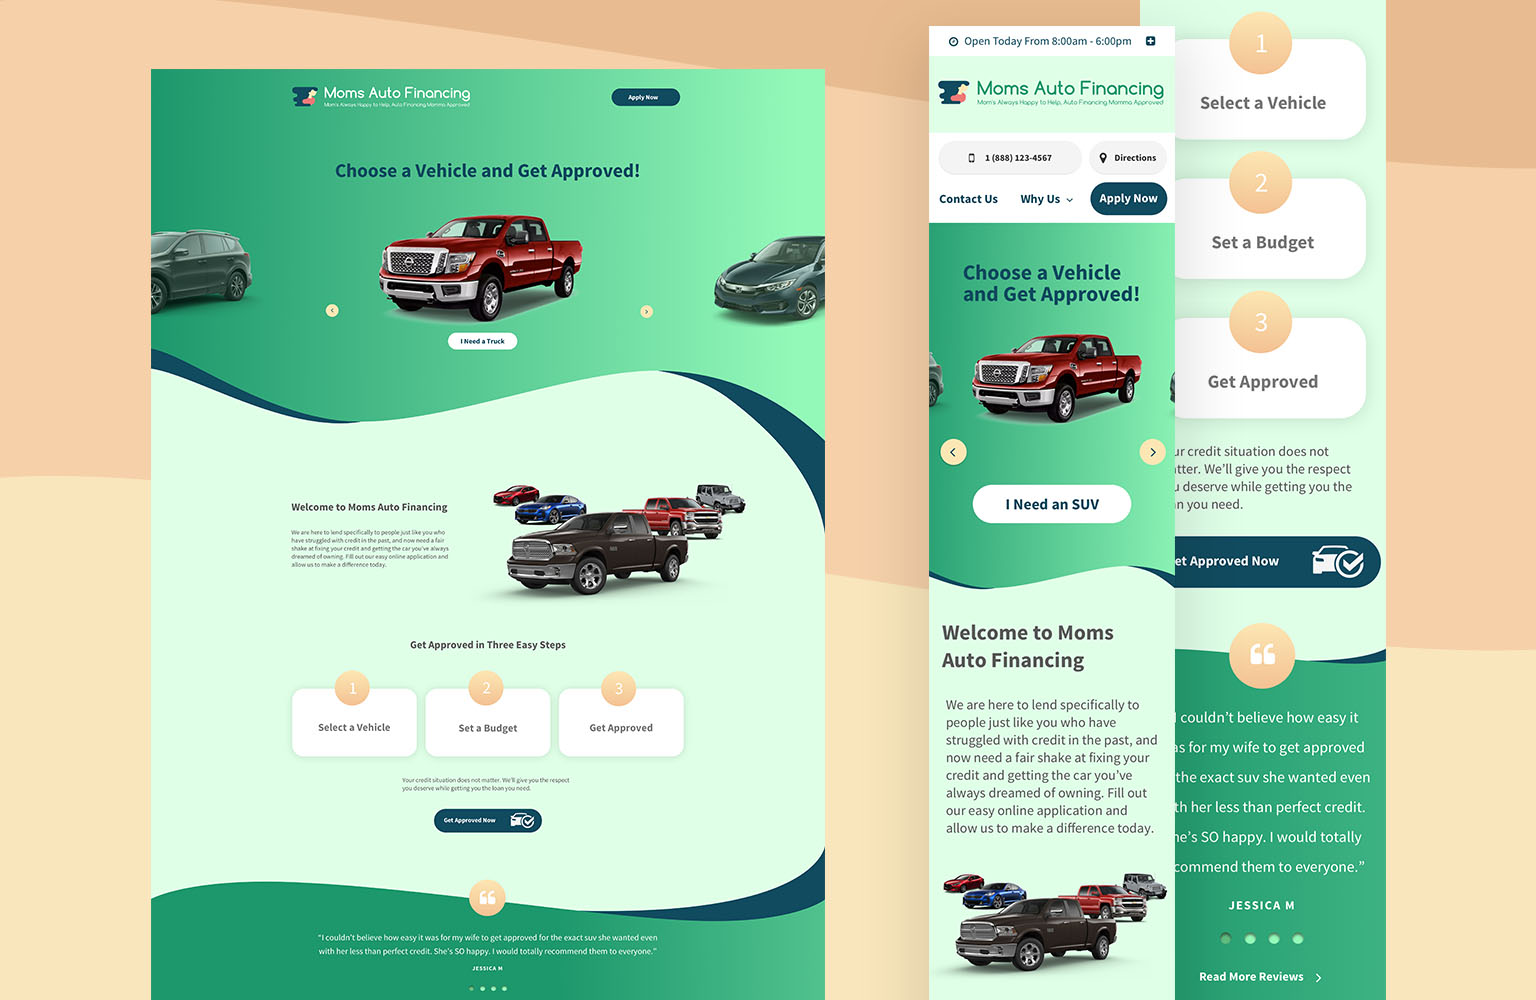 Moms Auto Financing
Mom's Always Happy to Help, Auto Financing Momma Approved
Apply Now
Choose a Vehicle and Get Approved!
I Need a Truck
Welcome to Moms Auto Financing
We are here to lend specifically to people just like you who
have struggled with credit in the past, and now need a fair
shake at fixing your credit and getting the car you've always
dreamed of owning. Fill out our easy online application and
allow us to make a difference today.
Get Approved in Three Easy Steps
1
2
3
Select a Vehicle
Set a Budget
Get Approved
Your credit situation does not matter. We'll give you the respect
you deserve while getting you the loan you need.
Get Approved Now
“I couldn't believe how easy it was for my wife to get approved for the exact suv she wanted even
with her less than perfect credit. She's SO happy. I would totally recommend them to everyone.”
JESSICA M
Open Today From 8:00am - 6:00pm
Moms Auto Financing
Mom's Always Happy to Help, Auto Financing Momma Approved
1 (888) 123-4567
Directions
Contact Us
Why Us
Apply Now
Choose a Vehicle
and Get Approved!
I Need an SUV
Welcome to Moms
Auto Financing
We are here to lend specifically to
people just like you who have
struggled with credit in the past, and
now need a fair shake at fixing your
credit and getting the car you've
always dreamed of owning. Fill out
our easy online application and
allow us to make a difference today.
1
Select a Vehicle
2
Set a Budget
3
Get Approved
ur credit situation does not
tter. We'll give you the respect
u deserve while getting you the
n you need.
et Approved Now
I couldn't believe how easy it
as for my wife to get approved
the exact suv she wanted even
th her less than perfect credit.
he's SO happy. I would totally
commend them to everyone.”
JESSICA M
Read More Reviews